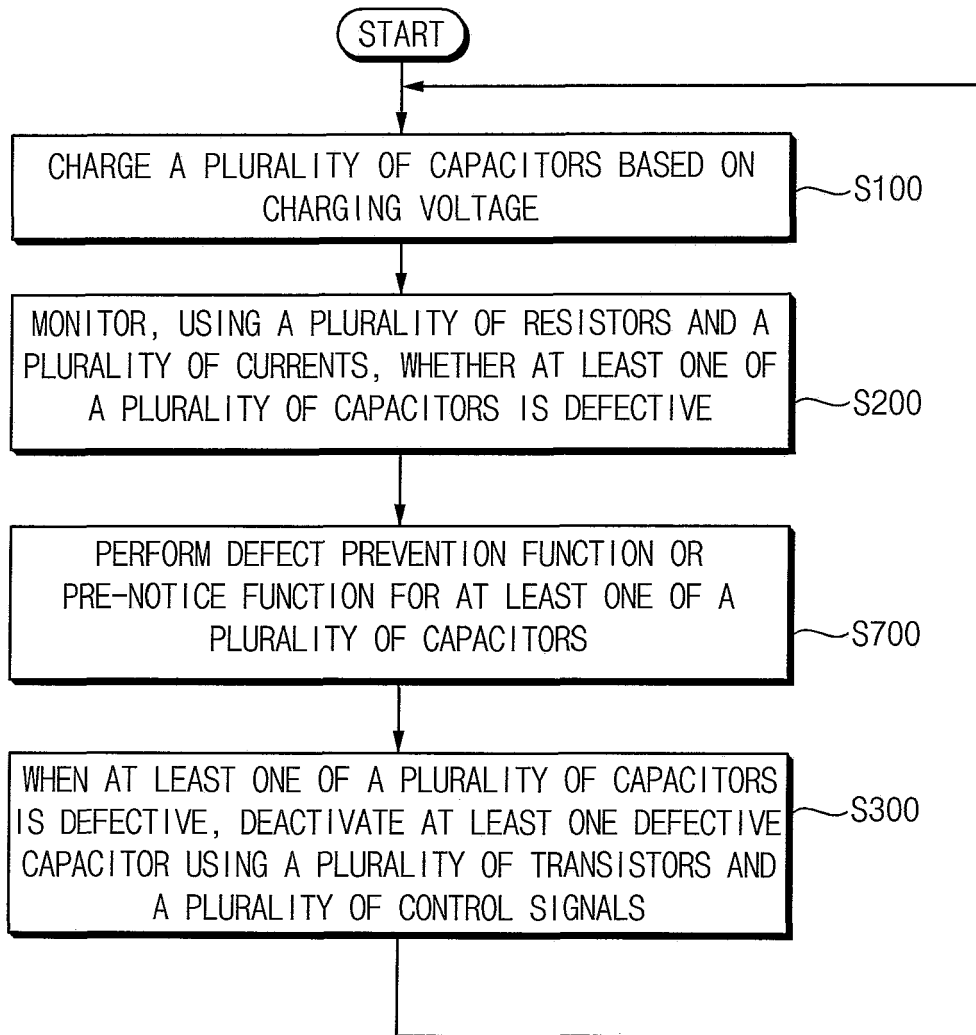 START
CHARGE A PLURALITY OF CAPACITORS BASED ON
CHARGING VOLTAGE
S100
MONITOR, USING A PLURALITY OF RESISTORS AND A
PLURALITY OF CURRENTS, WHETHER AT LEAST ONE OF
A PLURALITY OF CAPACITORS IS DEFECTIVE
S200
PERFORM DEFECT PREVENTION FUNCTION OR
PRE-NOTICE FUNCTION FOR AT LEAST ONE OF A
PLURALITY OF CAPACITORS
S700
WHEN AT LEAST ONE OF A PLURALITY OF CAPACITORS
IS DEFECTIVE, DEACTIVATE AT LEAST ONE DEFECTIVE
CAPACITOR USING A PLURALITY OF TRANSISTORS AND
A PLURALITY OF CONTROL SIGNALS
S300